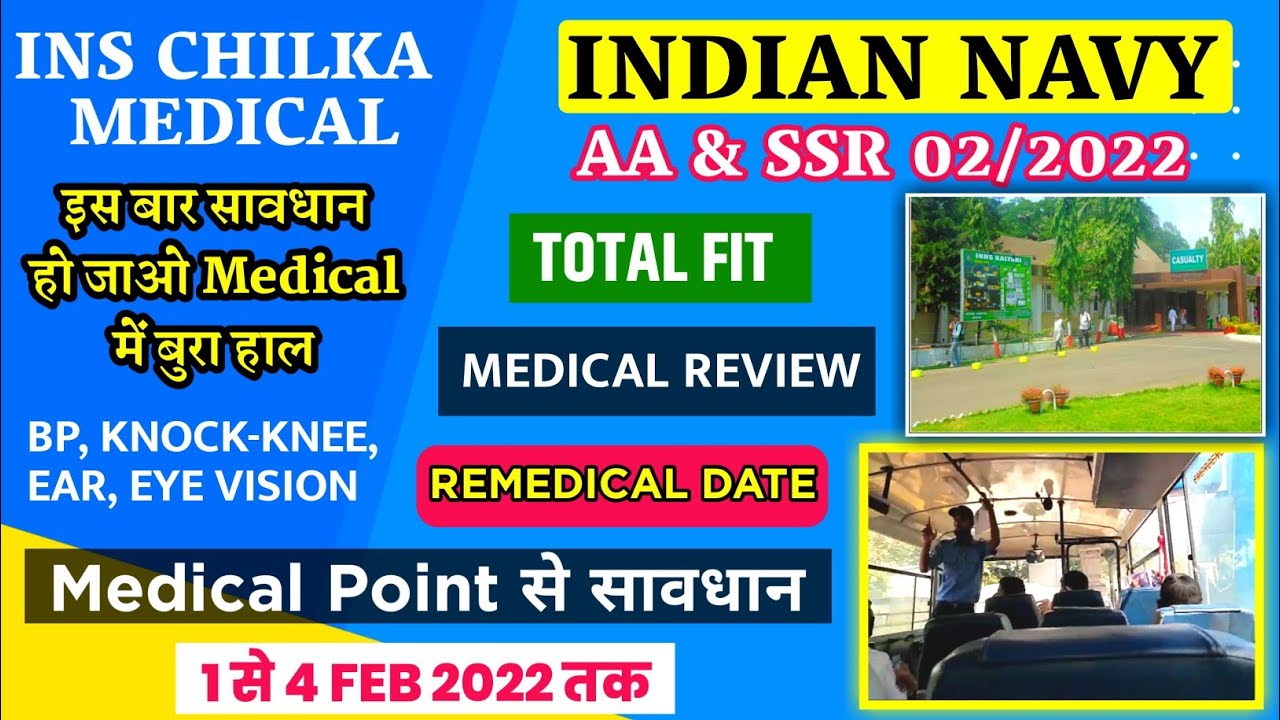 INS CHILKA
MEDICAL
इस बार सावधान
हो जाओ Medical
में बुरा हाल
BP, KNOCK-KNEE,
EAR, EYE VISION
INDIAN NAVY
AA & SSR 02/2022
TOTAL FIT
MEDICAL REVIEW
REMEDICAL DATE
Medical Point से सावधान
1 से 4 FEB 2022 तक
INHS KALYANI
CASUALTY